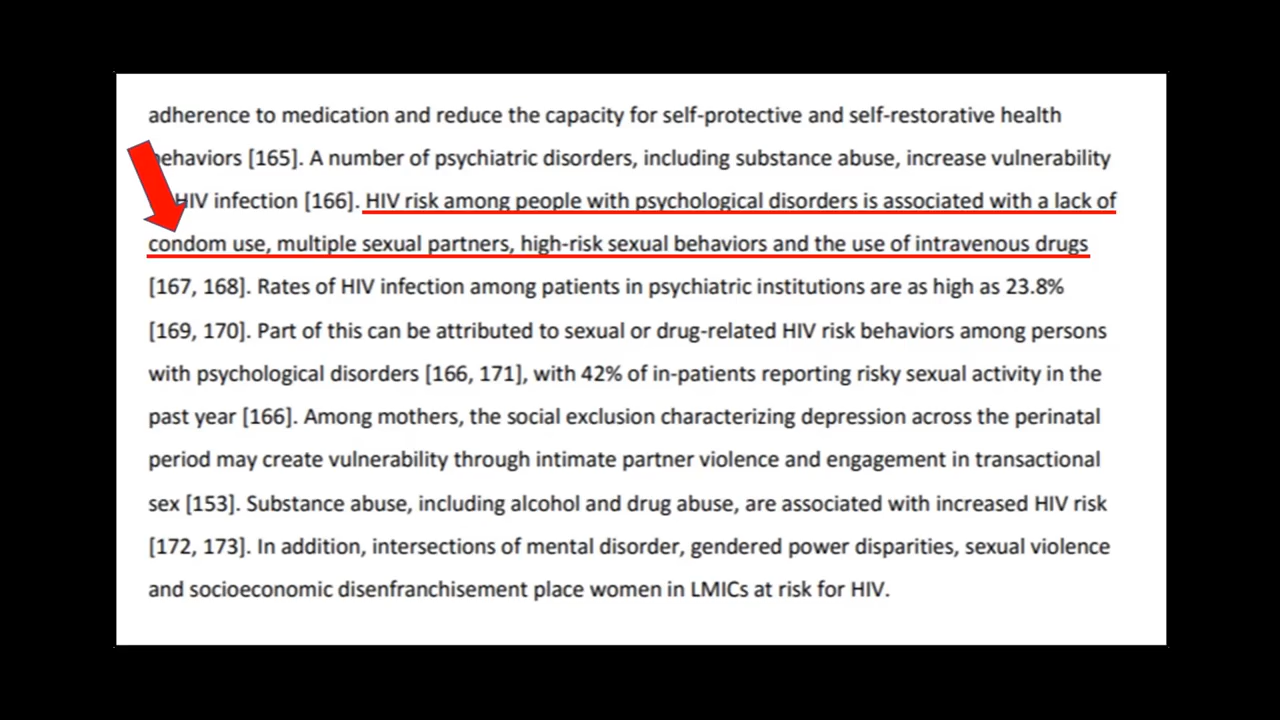 adherence to medication and reduce the capacity for self-protective and self-restorative health
behaviors [165]. A number of psychiatric disorders, including substance abuse, increase vulnerability
HIV infection [166]. HIV risk among people with psychological disorders is associated with a lack of
condom use, multiple sexual partners, high-risk sexual behaviors and the use of intravenous drugs
[167, 168]. Rates of HIV infection among patients in psychiatric institutions are as high as 23.8%
[169, 170]. Part of this can be attributed to sexual or drug-related HIV risk behaviors among persons
with psychological disorders [166, 171], with 42% of in-patients reporting risky sexual activity in the
past year [166]. Among mothers, the social exclusion characterizing depression across the perinatal
period may create vulnerability through intimate partner violence and engagement in transactional
sex [153]. Substance abuse, including alcohol and drug abuse, are associated with increased HIV risk
[172, 173]. In addition, intersections of mental disorder, gendered power disparities, sexual violence
and socioeconomic disenfranchisement place women in LMICs at risk for HIV.